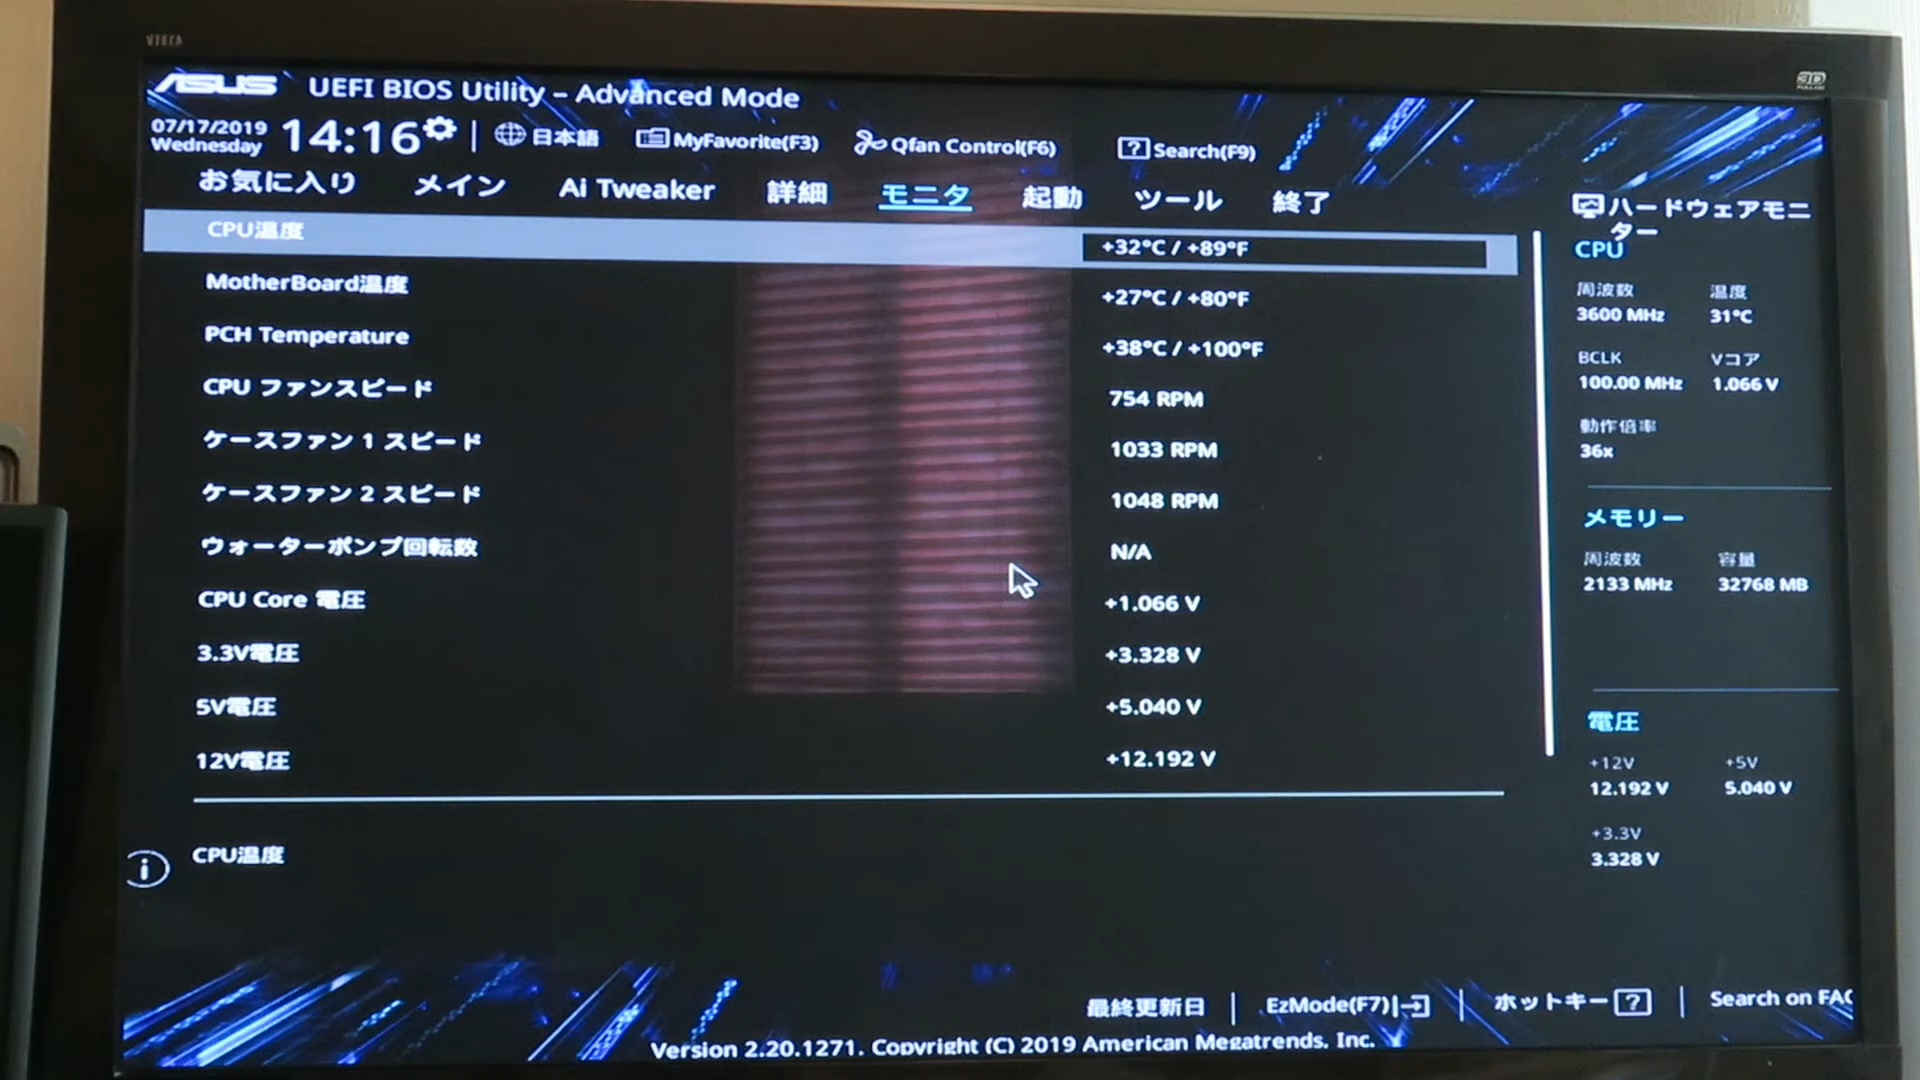 ASUS UEFI BIOS Utility – Advanced Mode
07/17/2019
Wednesday
14:16
日本語
MyFavorite(F3)
Qfan Control(F6)
? Search(F9)
お気に入り メイン Ai Tweaker 詳細 モニタ 起動 ツール 終了
CPU温度 +32°C / +89°F
MotherBoard温度 +27°C / +80°F
PCH Temperature +38°C / +100°F
CPU ファンスピード 754 RPM
ケースファン 1 スピード 1033 RPM
ケースファン 2 スピード 1048 RPM
ウォーターポンプ回転数 N/A
CPU Core 電圧 +1.066 V
3.3V電圧 +3.328 V
5V電圧 +5.040 V
12V電圧 +12.192 V
i CPU温度
ハードウェアモニ
ター
CPU
周波数 温度
3600 MHz 31°C
BCLK Vコア
100.00 MHz 1.066 V
動作倍率
36x
メモリー
周波数 容量
2133 MHz 32768 MB
電圧
+12V +5V
12.192 V 5.040 V
+3.3V
3.328 V
最終更新日 | EzMode(F7) | ホットキー ? | Search on FAQ
Version 2.20.1271. Copyright (C) 2019 American Megatrends, Inc.